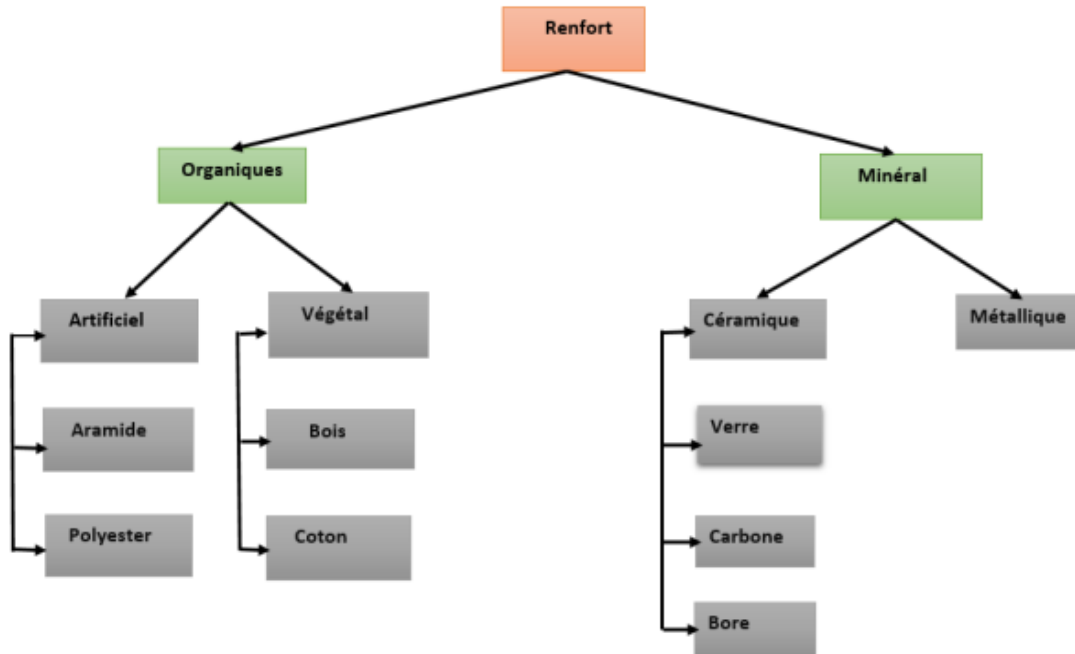 Renfort
Organiques
Minéral
Artificiel
Végétal
Céramique
Métallique
Aramide
Bois
Verre
Polyester
Coton
Carbone
Bore